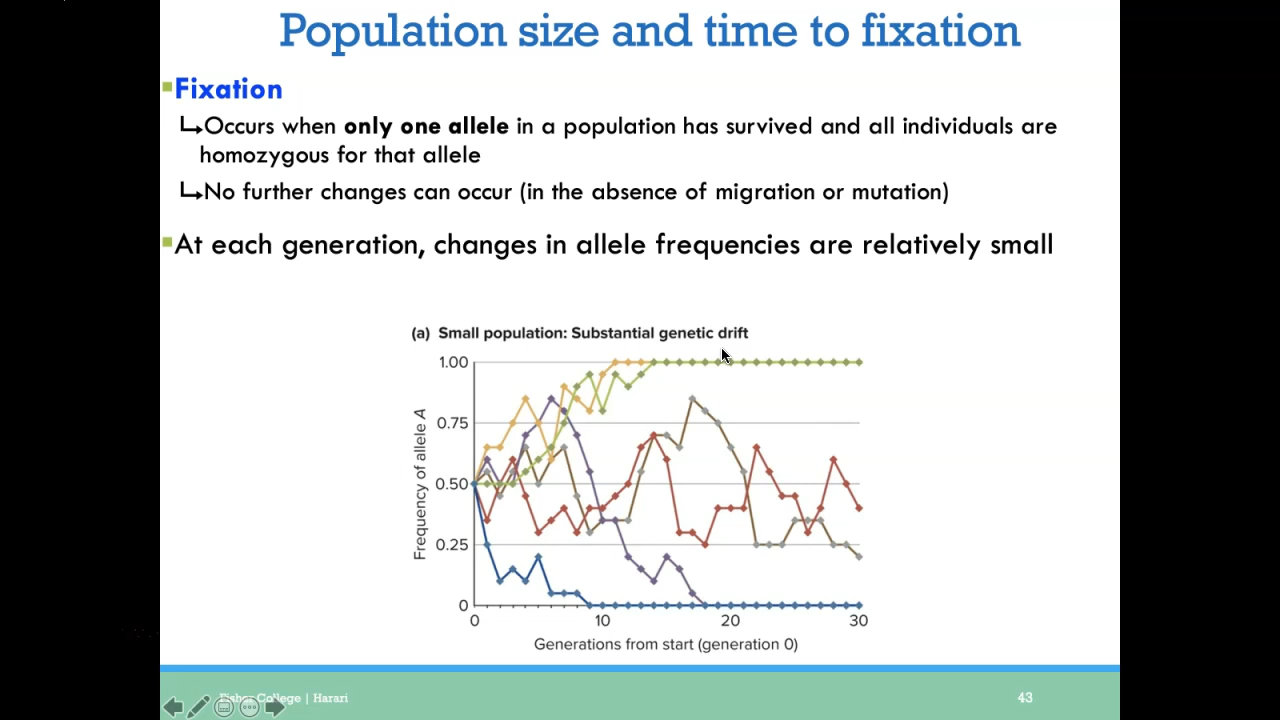 Population size and time to fixation
Fixation
Occurs when only one allele in a population has survived and all individuals are
homozygous for that allele
No further changes can occur (in the absence of migration or mutation)
At each generation, changes in allele frequencies are relatively small
(a) Small population: Substantial genetic drift
1.00
0.75
0.50
0.25
0
Frequency of allele A
0 10 20 30
Generations from start (generation 0)
Fisher College | Harari
43